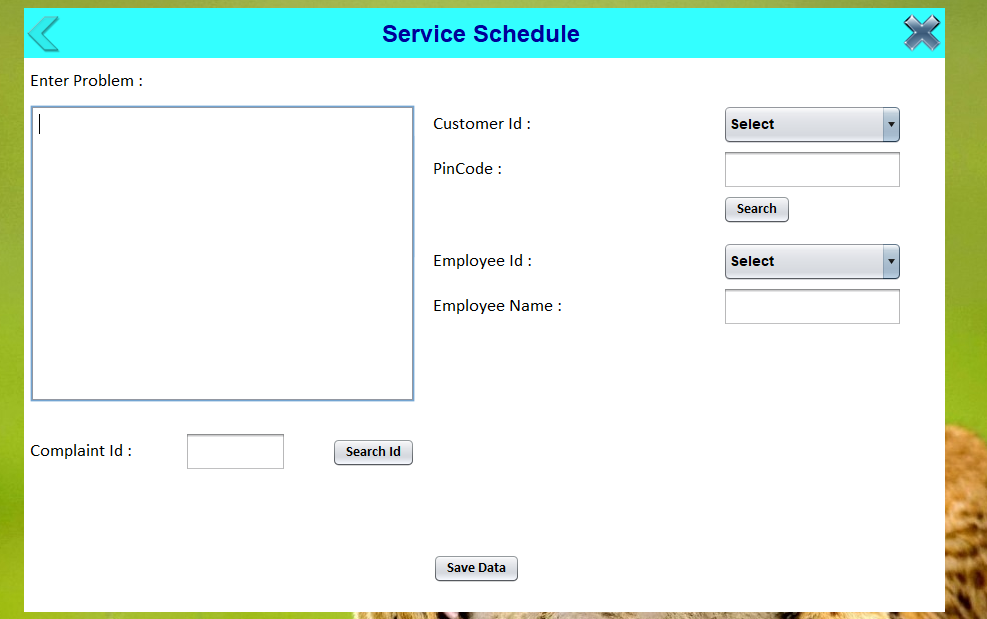 Service Schedule
Enter Problem :
Customer Id :
Select
PinCode :
Search
Employee Id :
Select
Employee Name :
Complaint Id :
Search Id
Save Data